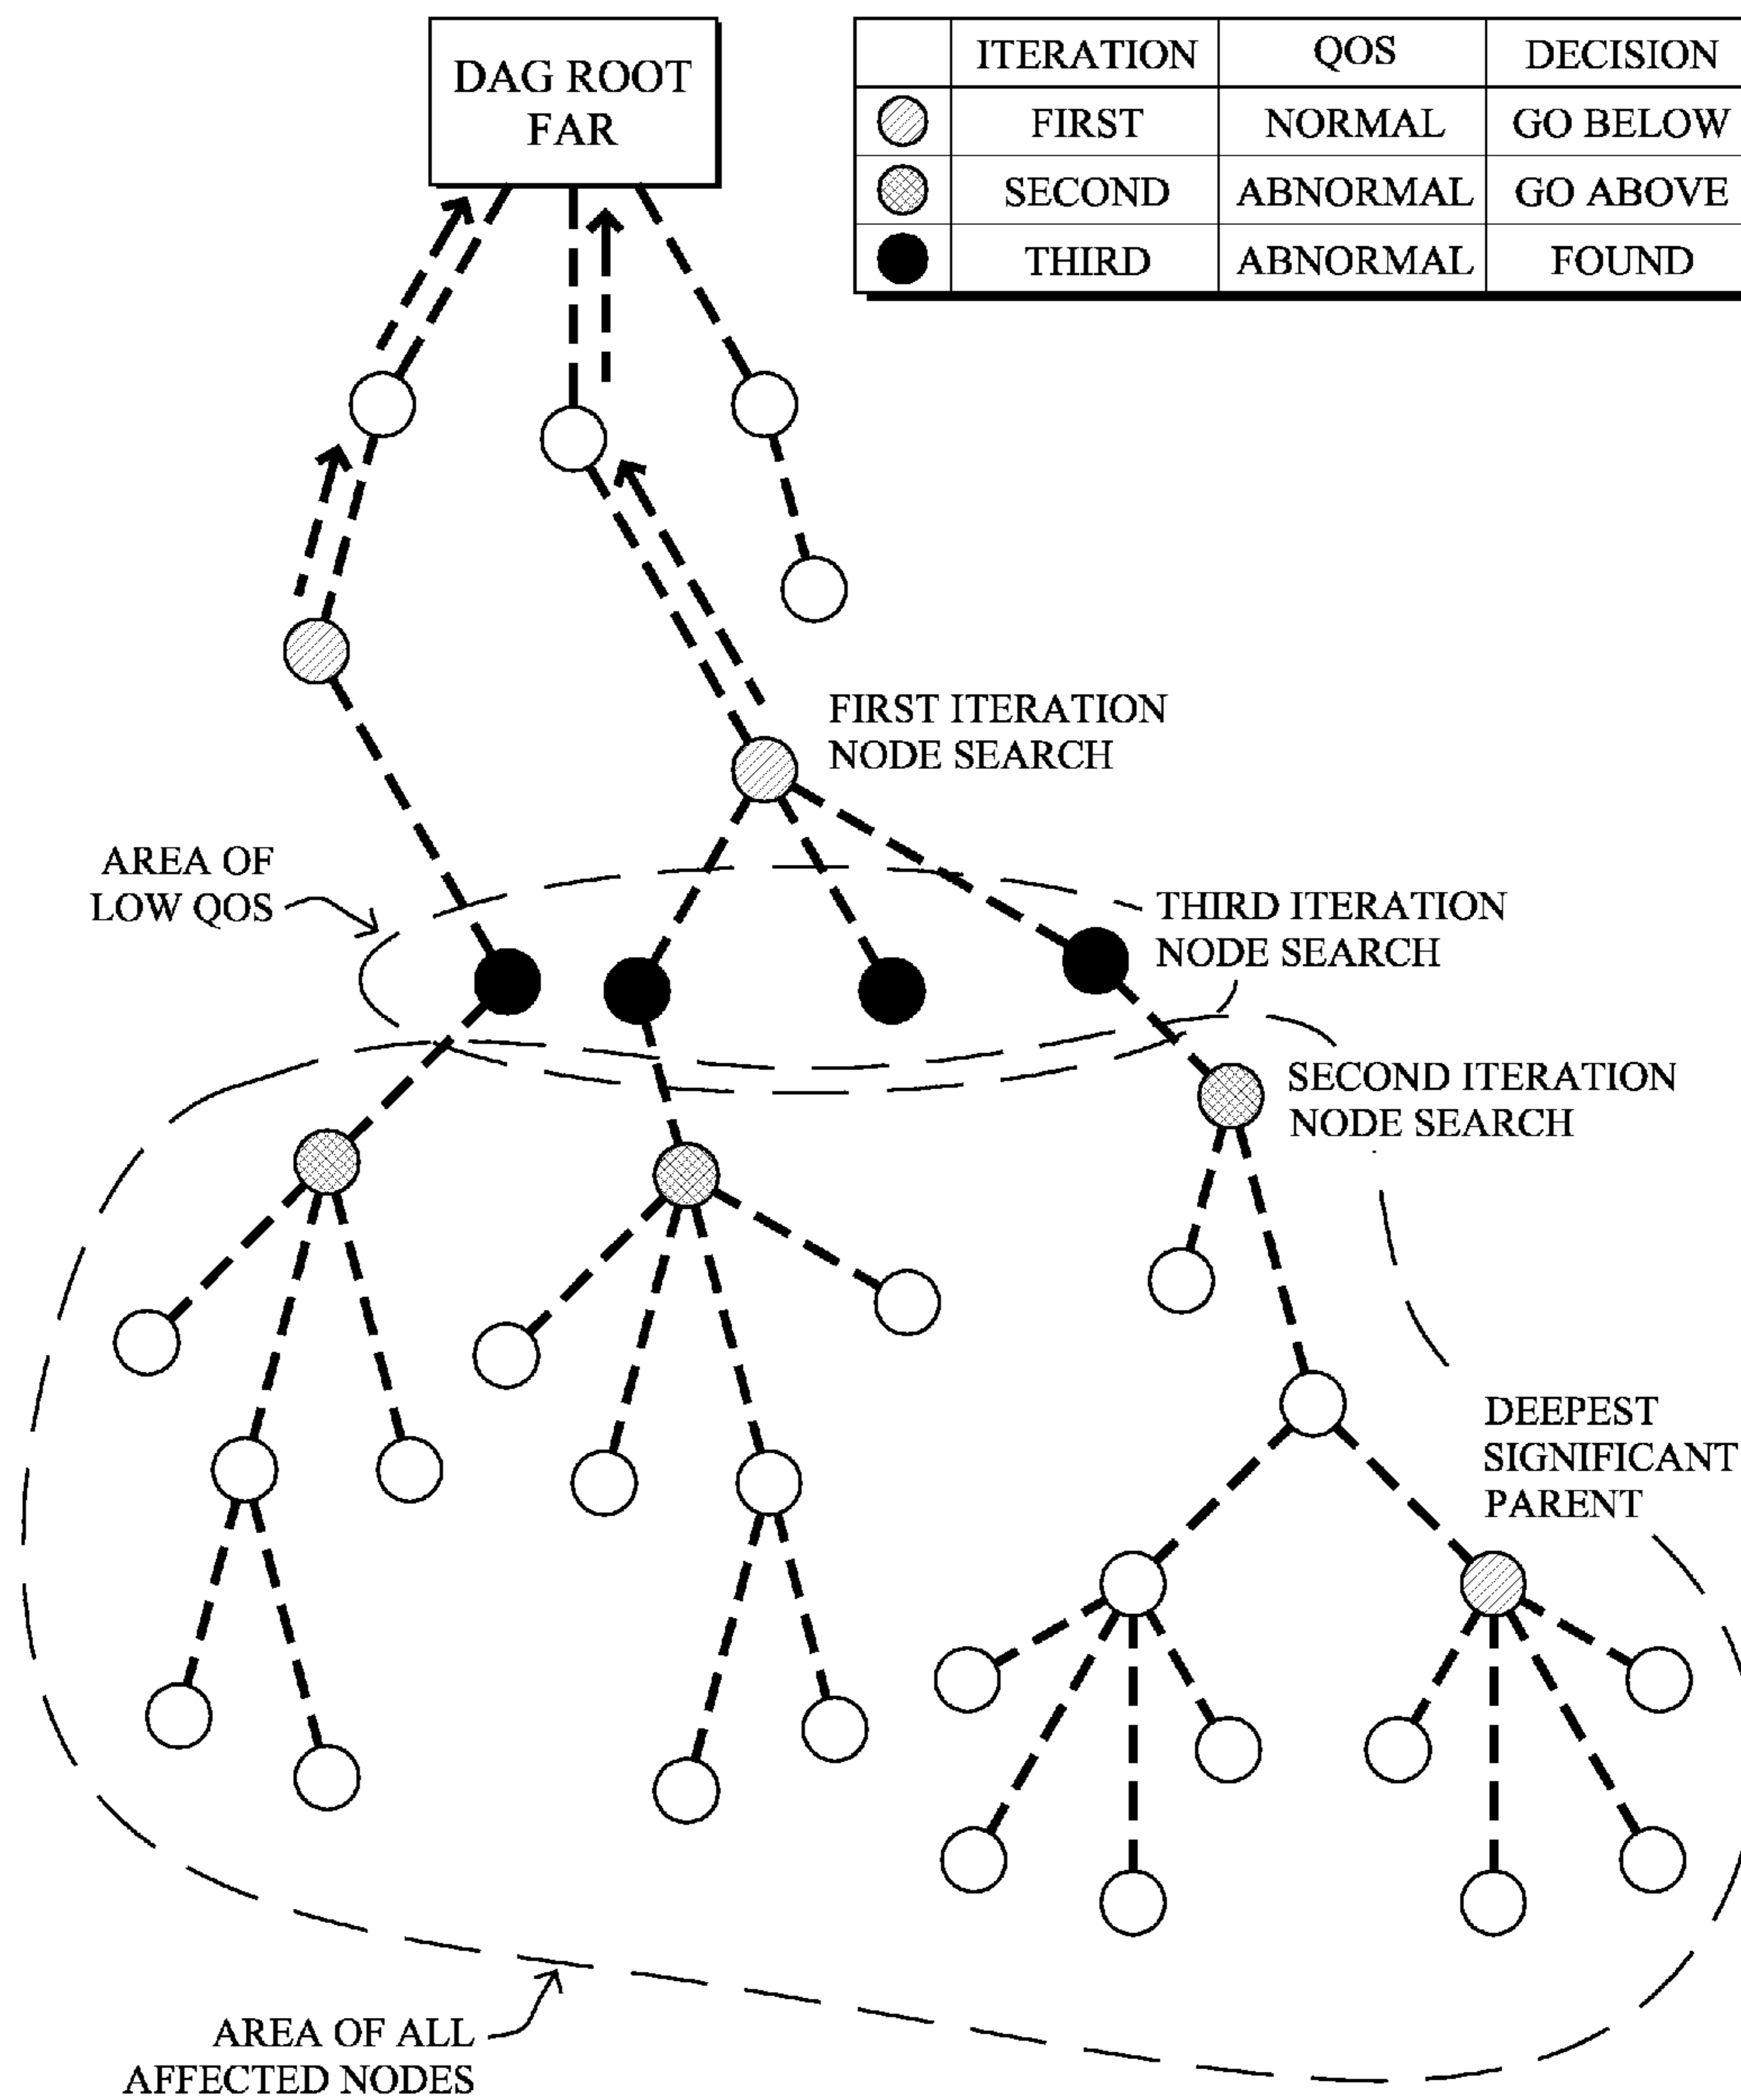 DAG ROOT
FAR
ITERATION QOS DECISION
FIRST NORMAL GO BELOW
SECOND ABNORMAL GO ABOVE
THIRD ABNORMAL FOUND
FIRST ITERATION
NODE SEARCH
AREA OF
LOW QOS
THIRD ITERATION
NODE SEARCH
SECOND ITERATION
NODE SEARCH
DEEPEST
SIGNIFICANT
PARENT
AREA OF ALL
AFFECTED NODES